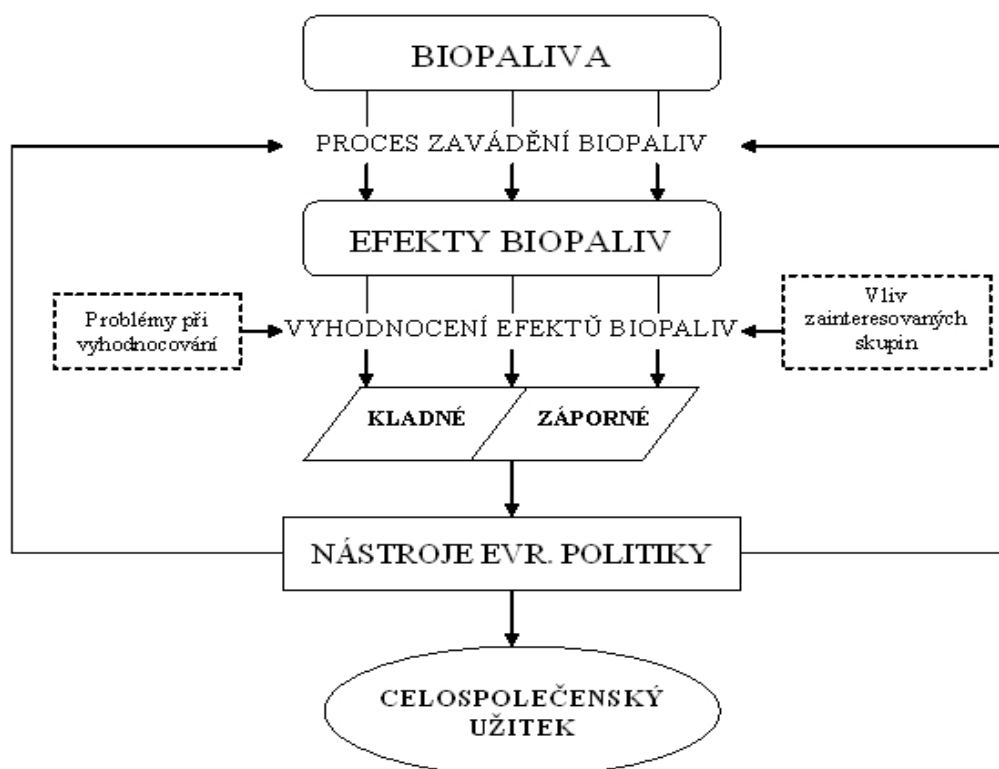 BIOPALIVA
PROCES ZAVÁDĚNÍ BIOPALIV
EFEKTY BIOPALIV
Problémy při
vyhodnocování
VYHODNOCENÍ EFEKTŮ BIOPALIV
Vliv
zainteresovaných
skupin
KLADNÉ
ZÁPORNÉ
NÁSTROJE EVR. POLITIKY
CELOSPOLEČENSKÝ
UŽITEK